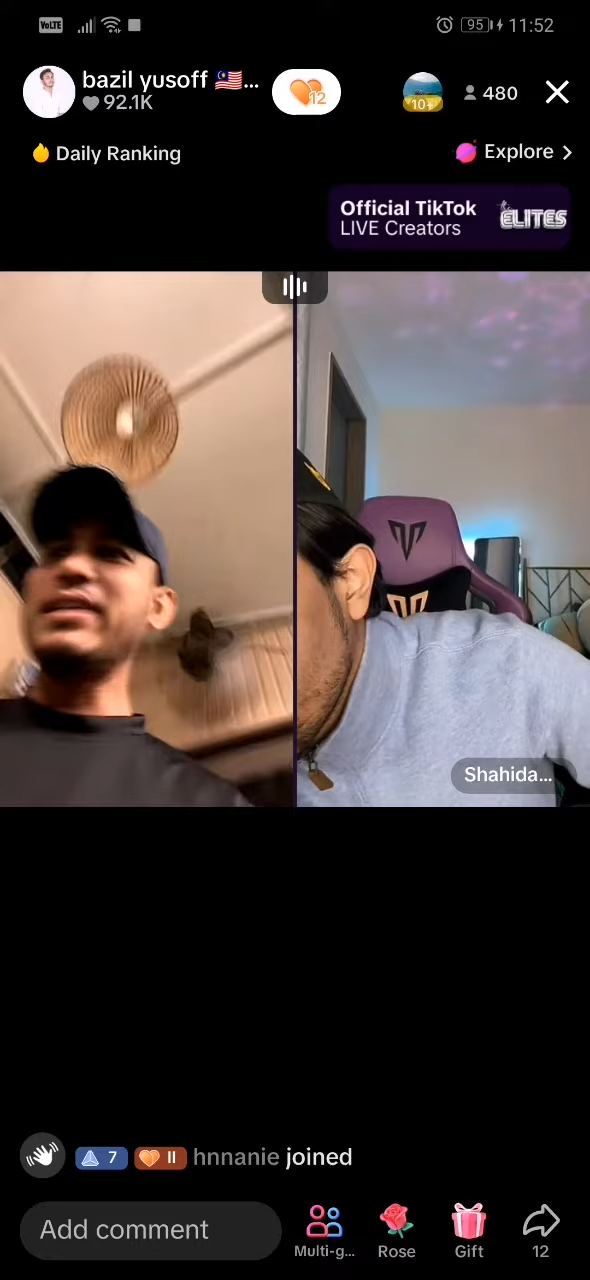 VoLTE
95 11:52
bazil yusoff 🇲🇾...
92.1K
12
10+
480
Daily Ranking
Explore
Official TikTok
LIVE Creators
ELITES
Shahida...
7 II hnnanie joined
Add comment
Multi-g...
Rose
Gift
12